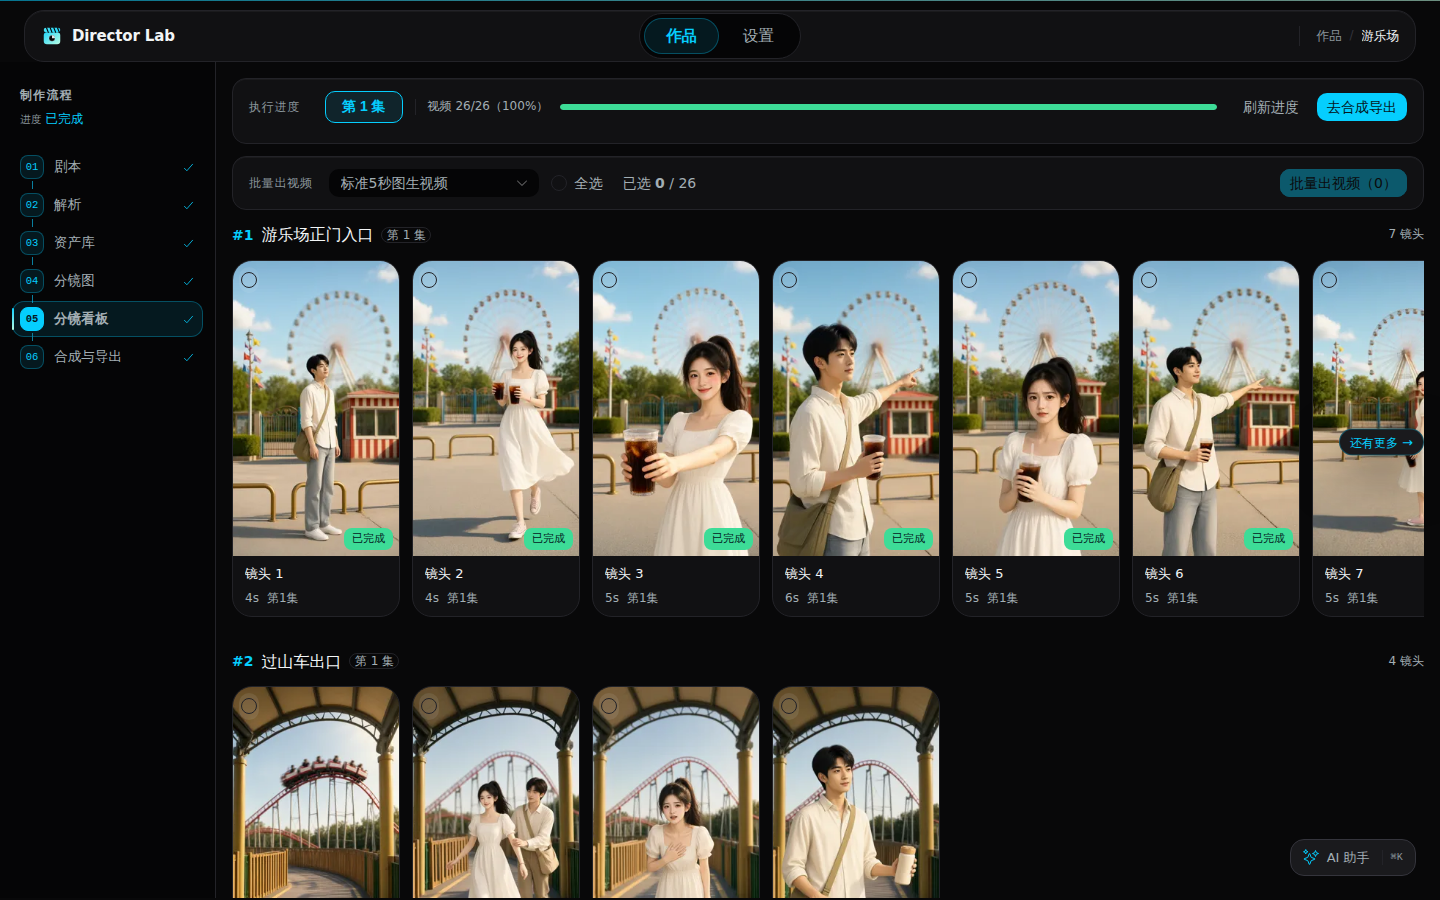 Director Lab
作品
设置
作品 / 游乐场
制作流程
进度 已完成
01 剧本
02 解析
03 资产库
04 分镜图
05 分镜看板
06 合成与导出
执行进度
第 1 集
视频 26/26（100%）
刷新进度
去合成导出
批量出视频
标准5秒图生视频
全选
已选 0 / 26
批量出视频（0）
#1 游乐场正门入口 第 1 集
7 镜头
已完成
已完成
已完成
已完成
已完成
已完成
还有更多 →
镜头 1
4s 第1集
镜头 2
4s 第1集
镜头 3
5s 第1集
镜头 4
6s 第1集
镜头 5
5s 第1集
镜头 6
5s 第1集
镜头 7
5s 第1集
#2 过山车出口 第 1 集
4 镜头
AI 助手 ⌘K